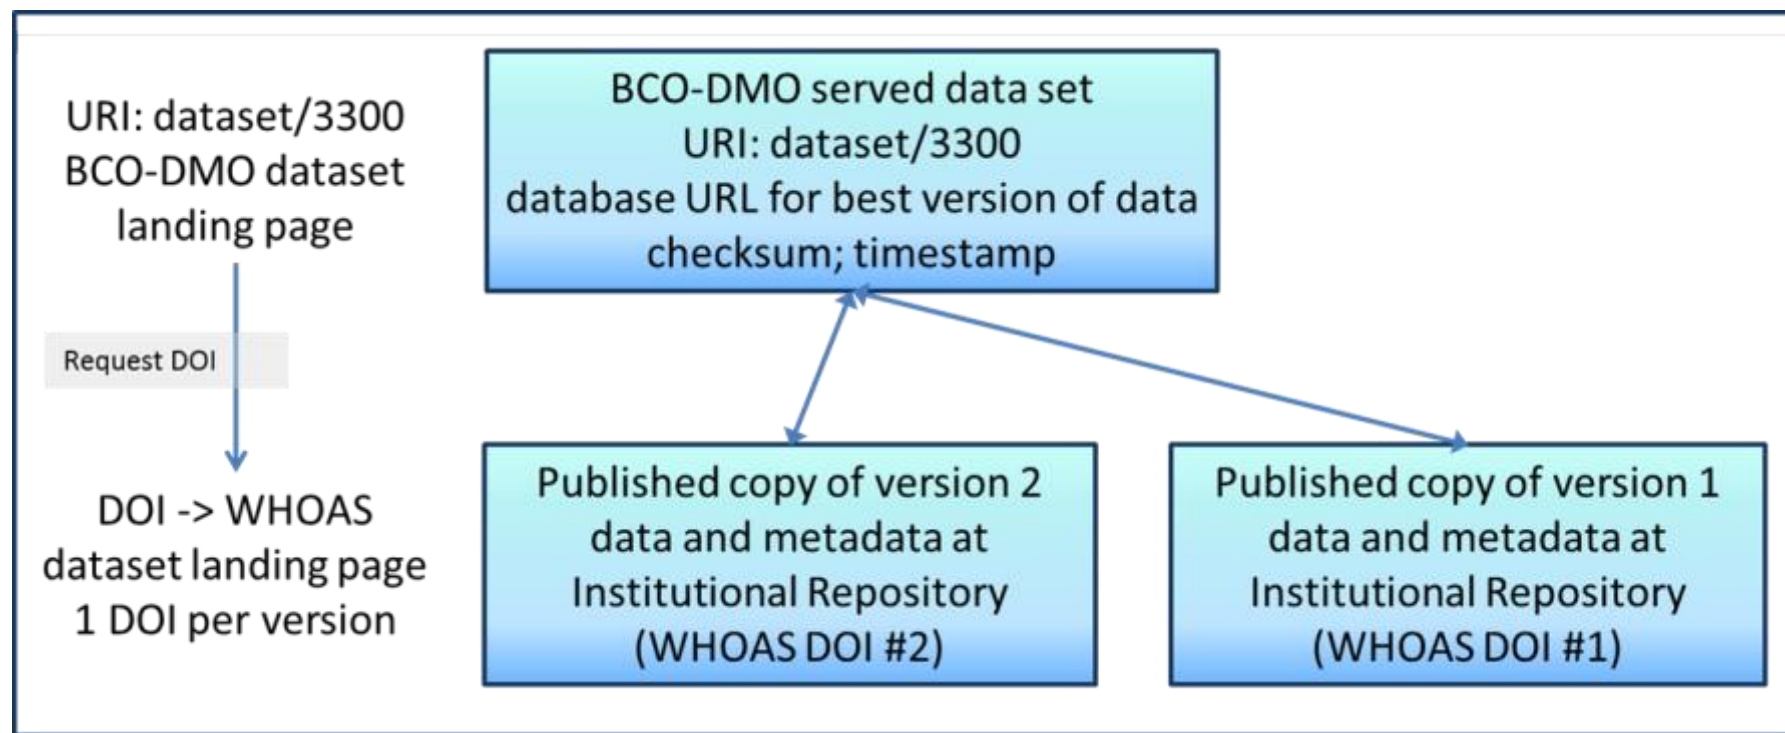 URI: dataset/3300
BCO-DMO dataset
landing page
Request DOI
DOI -> WHOAS
dataset landing page
1 DOI per version
BCO-DMO served data set
URI: dataset/3300
database URL for best version of data
checksum; timestamp
Published copy of version 2
data and metadata at
Institutional Repository
(WHOAS DOI #2)
Published copy of version 1
data and metadata at
Institutional Repository
(WHOAS DOI #1)